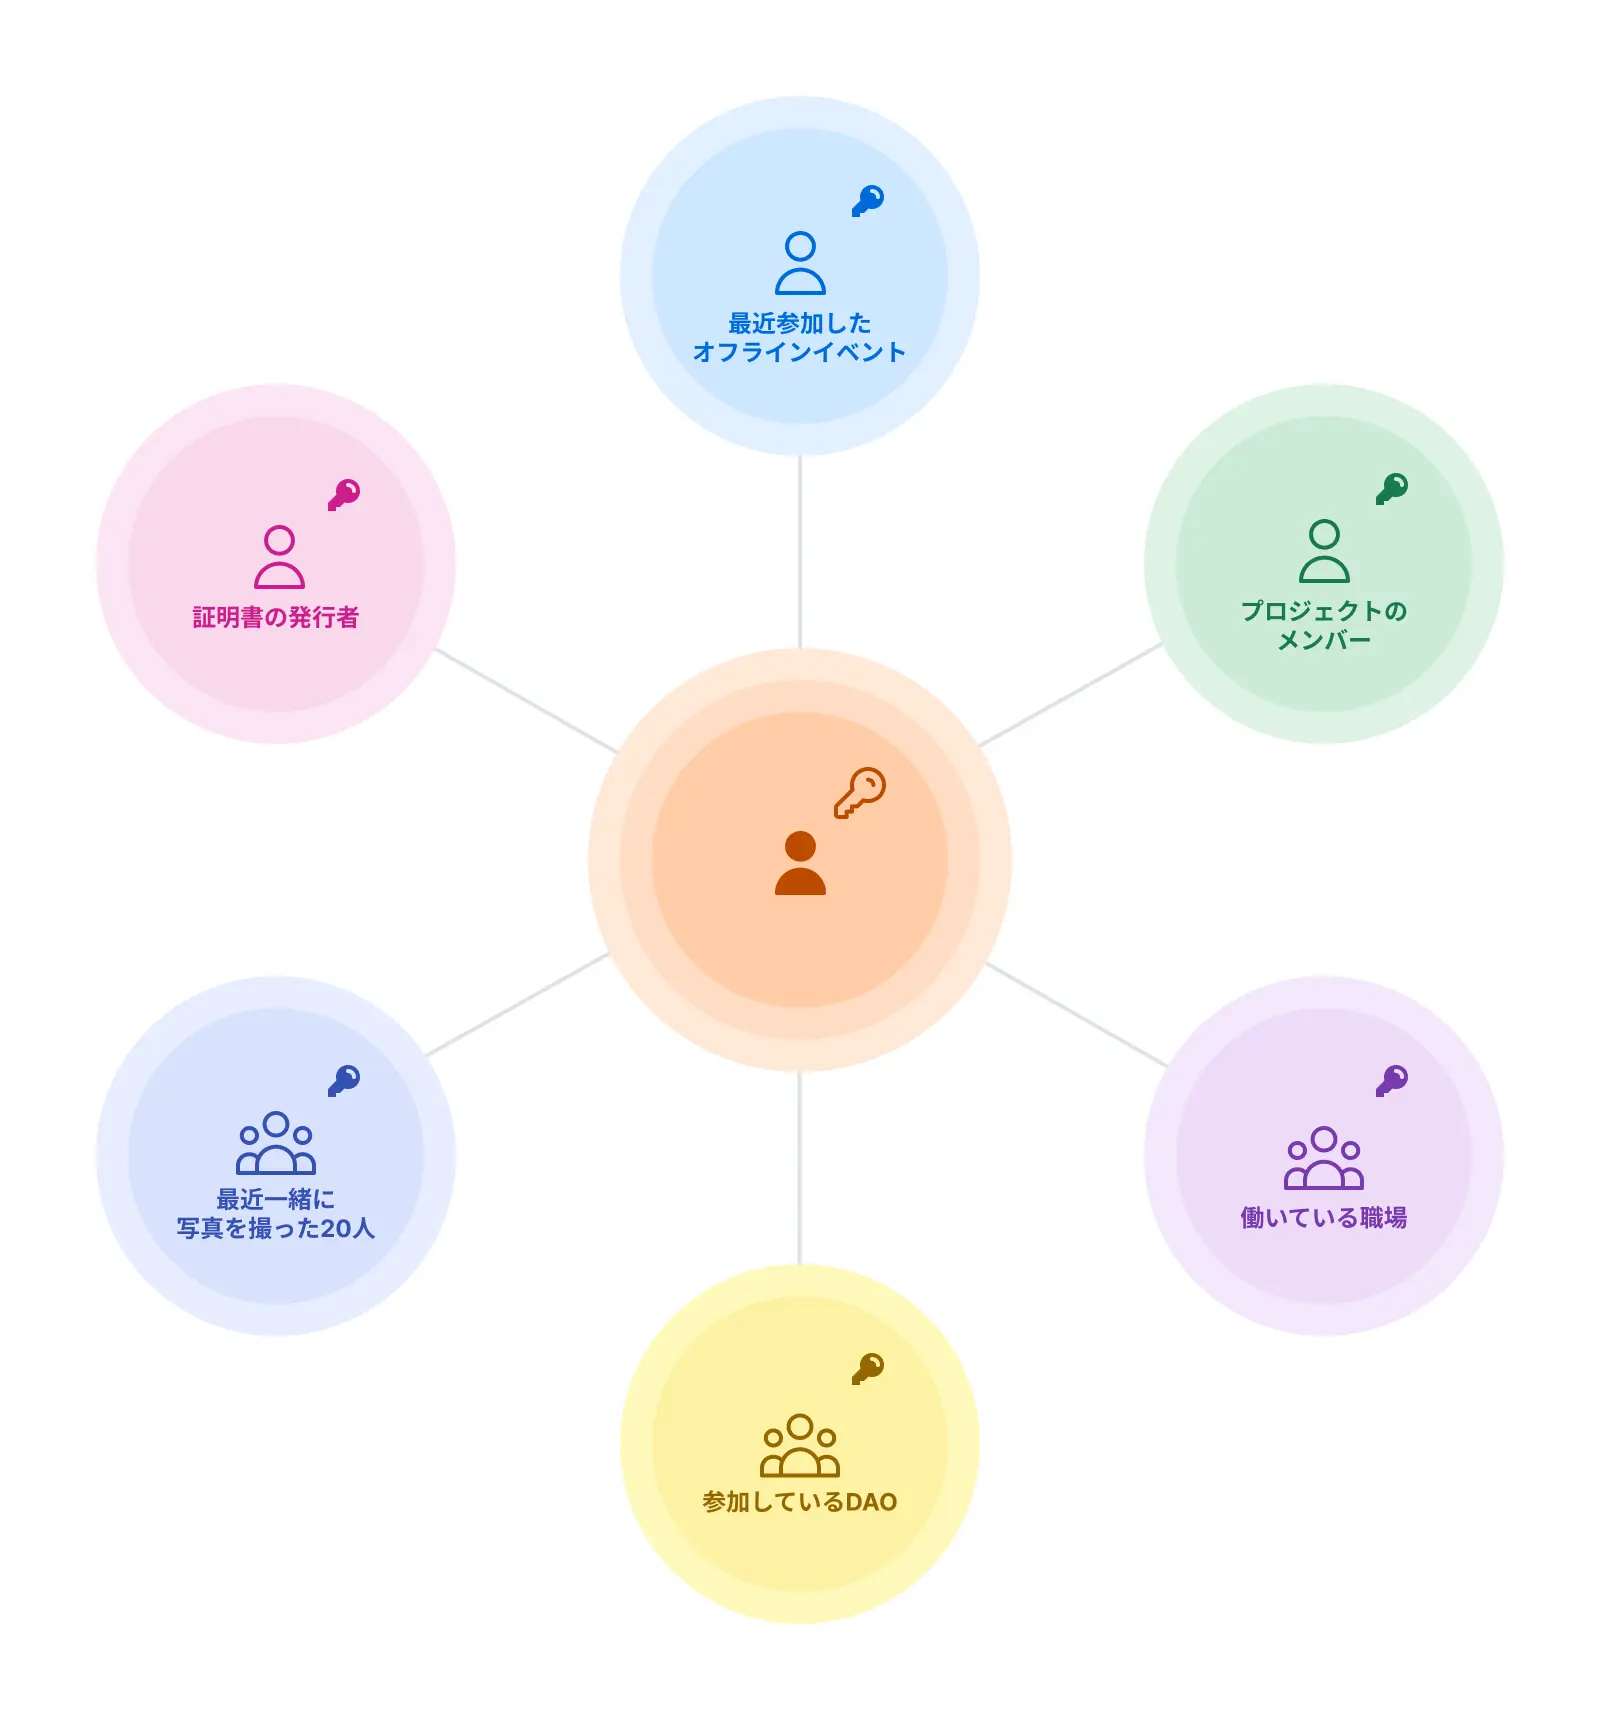 最近参加した
オフラインイベント
証明書の発行者
プロジェクトの
メンバー
最近一緒に
写真を撮った20人
働いている職場
参加しているDAO